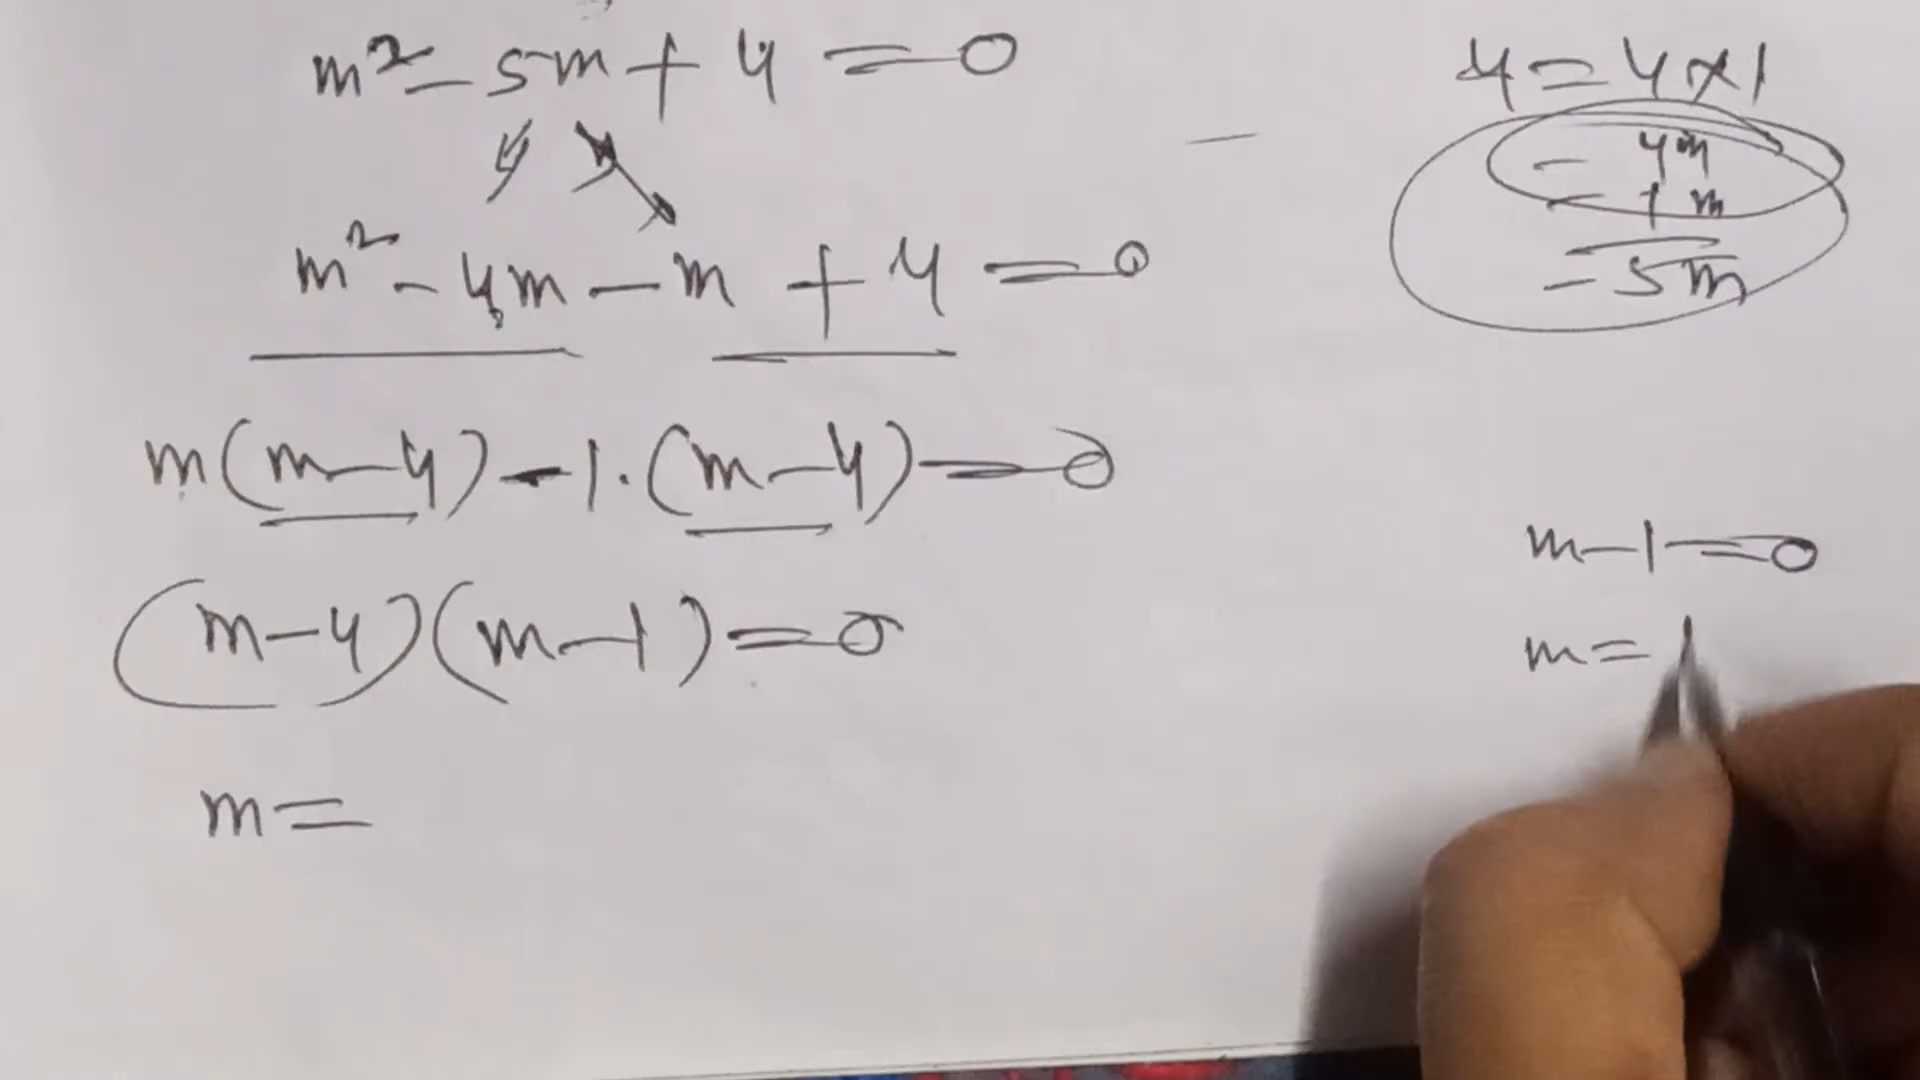 m² - 5m + 4 = 0
m² - 4m - m + 4 = 0
m(m-4) - 1.(m-4) = 0
(m-4)(m-1) = 0
m =
4 = 4×1
- 4m
- 1m
= 5m
m-1=0
m=